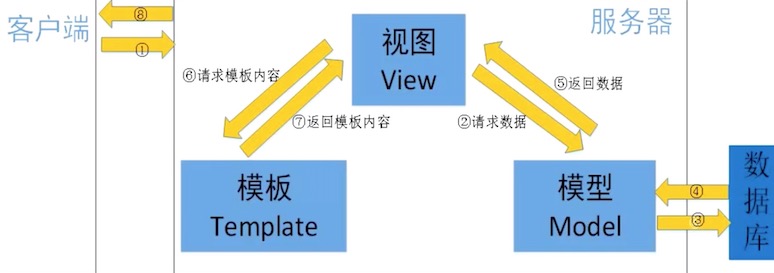 ⑧
客户端
①
服务器
视图
View
⑥请求模板内容
⑦返回模板内容
⑤返回数据
②请求数据
模板
Template
模型
Model
④
③
数
据
库